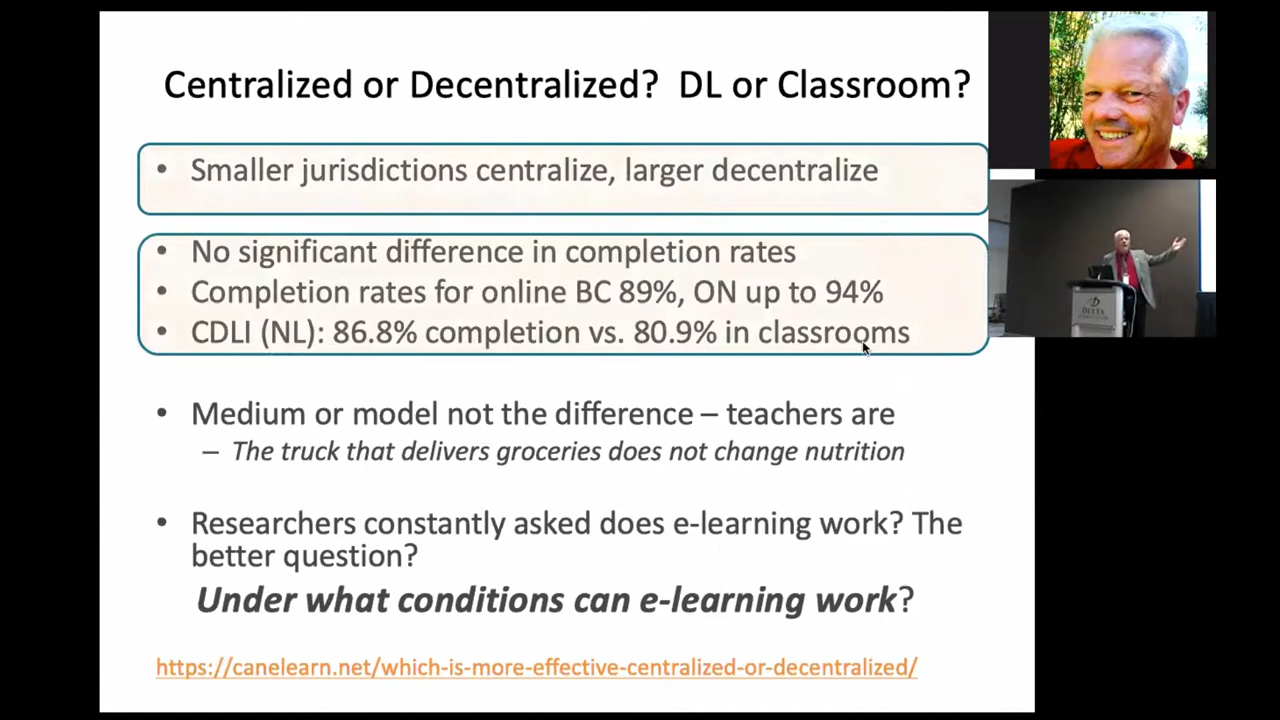 Centralized or Decentralized? DL or Classroom?
• Smaller jurisdictions centralize, larger decentralize
• No significant difference in completion rates
• Completion rates for online BC 89%, ON up to 94%
• CDLI (NL): 86.8% completion vs. 80.9% in classrooms
• Medium or model not the difference – teachers are
– The truck that delivers groceries does not change nutrition
• Researchers constantly asked does e-learning work? The
better question?
Under what conditions can e-learning work?
https://canelearn.net/which-is-more-effective-centralized-or-decentralized/
DELTA